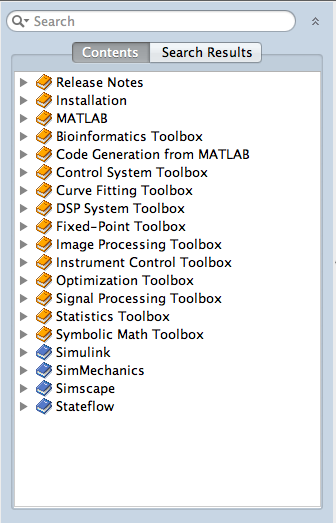 Search
Contents Search Results
Release Notes
Installation
MATLAB
Bioinformatics Toolbox
Code Generation from MATLAB
Control System Toolbox
Curve Fitting Toolbox
DSP System Toolbox
Fixed-Point Toolbox
Image Processing Toolbox
Instrument Control Toolbox
Optimization Toolbox
Signal Processing Toolbox
Statistics Toolbox
Symbolic Math Toolbox
Simulink
SimMechanics
Simscape
Stateflow